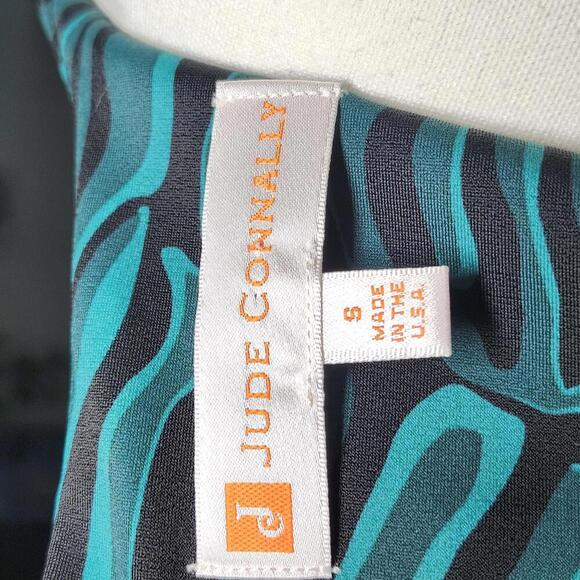 JUDE CONNALLY
S
MADE
IN THE
U.S.A.